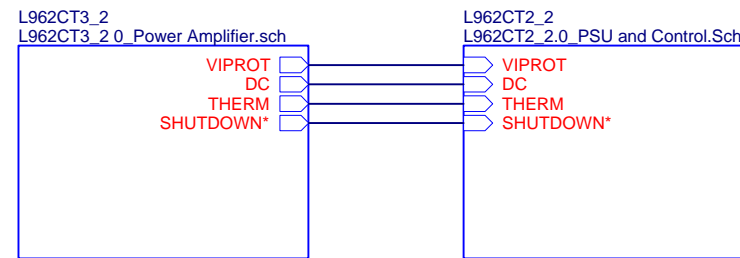 L962CT3_2
L962CT3_2 0_Power Amplifier.sch
VIPROT
DC
THERM
SHUTDOWN*
L962CT2_2
L962CT2_2.0_PSU and Control.Sch
VIPROT
DC
THERM
SHUTDOWN*